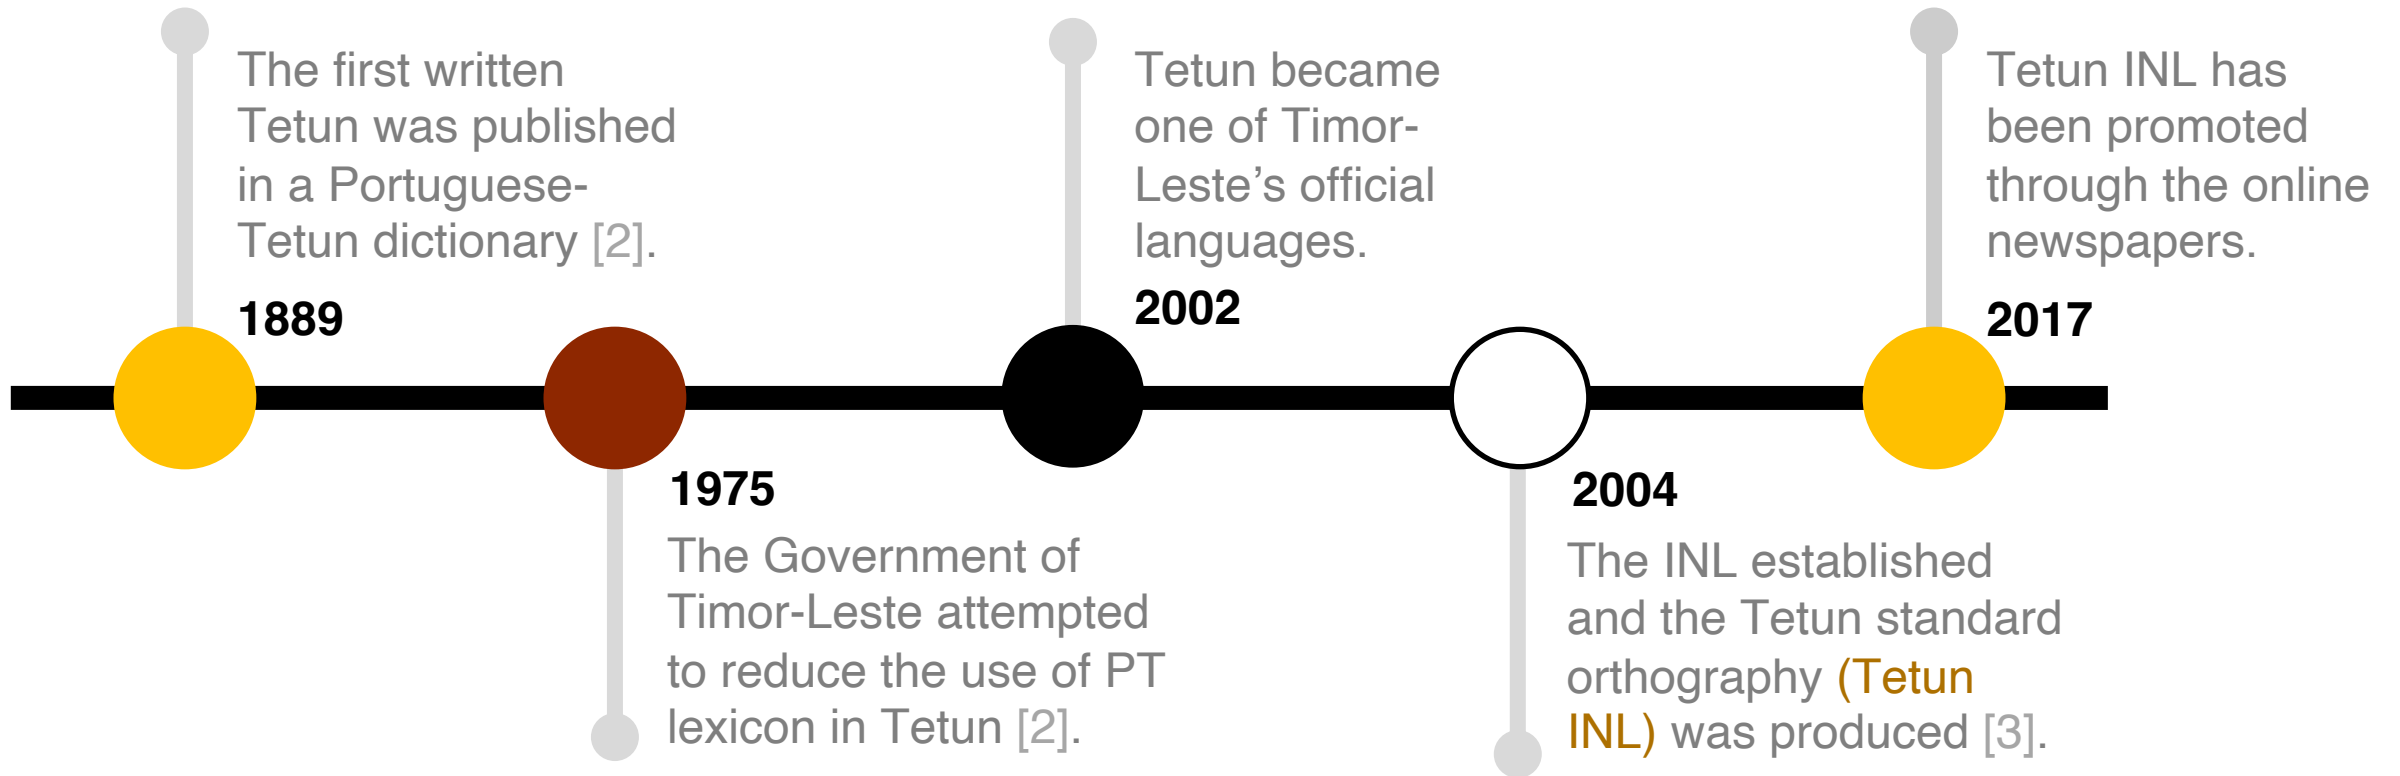 The first written
Tetun was published
in a Portuguese-
Tetun dictionary [2].
1889
1975
The Government of
Timor-Leste attempted
to reduce the use of PT
lexicon in Tetun [2].
Tetun became
one of Timor-
Leste’s official
languages.
2002
2004
The INL established
and the Tetun standard
orthography (Tetun
INL) was produced [3].
Tetun INL has
been promoted
through the online
newspapers.
2017